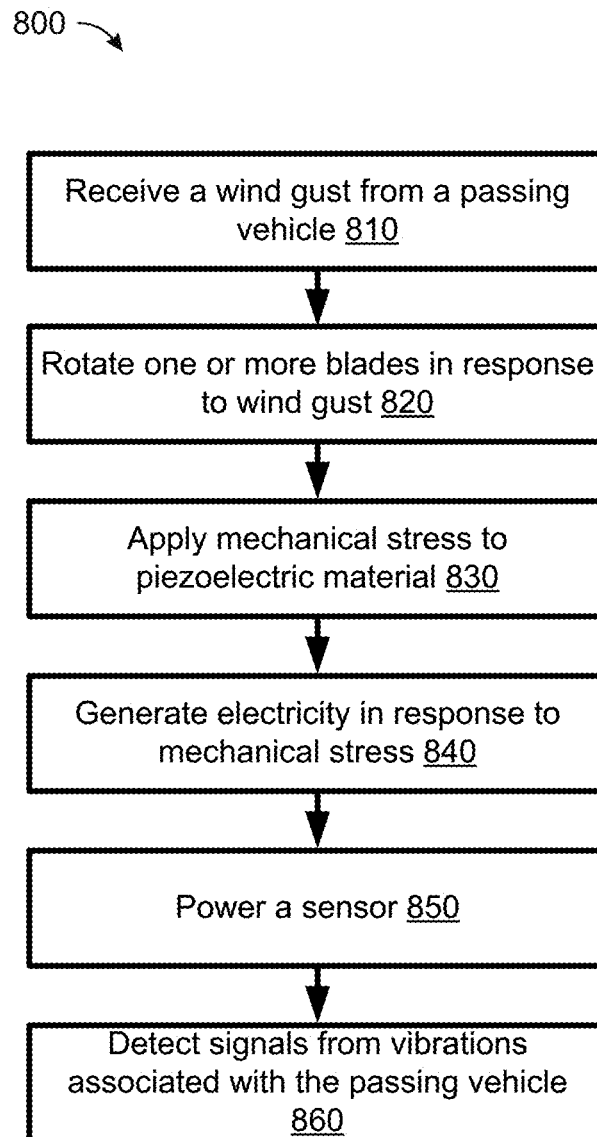 800
Receive a wind gust from a passing
vehicle 810
Rotate one or more blades in response
to wind gust 820
Apply mechanical stress to
piezoelectric material 830
Generate electricity in response to
mechanical stress 840
Power a sensor 850
Detect signals from vibrations
associated with the passing vehicle
860